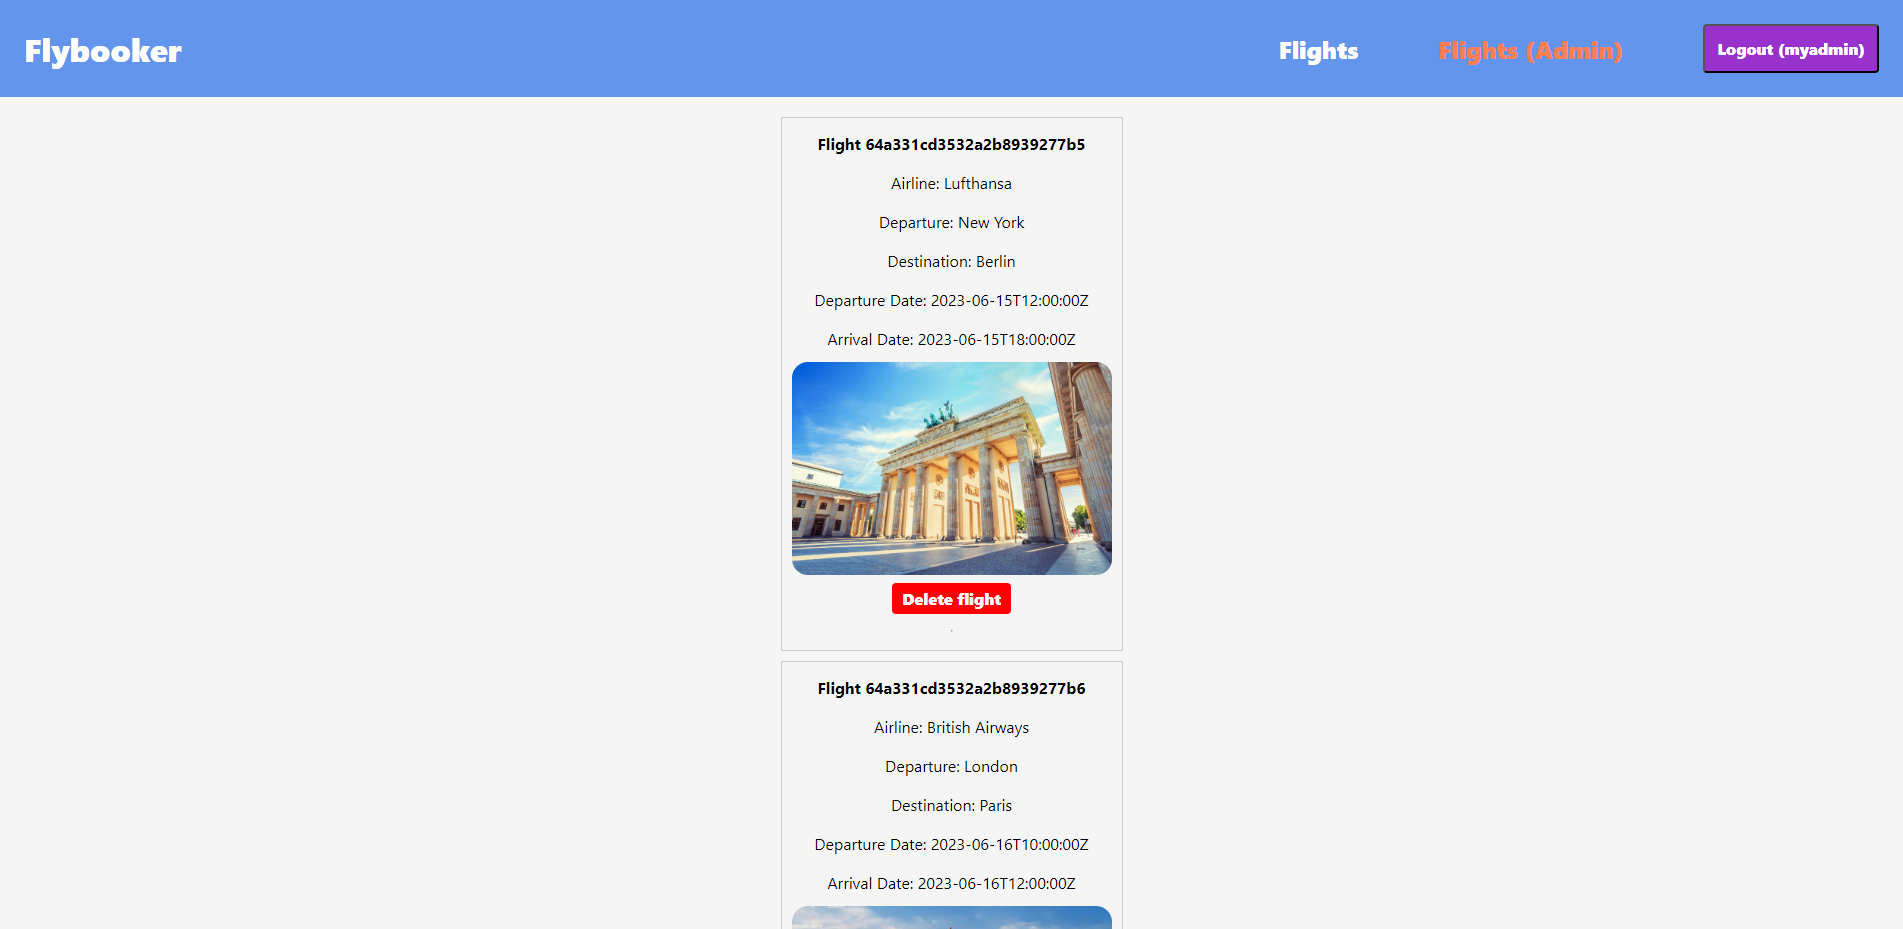 Flybooker
Flights
Flights (Admin)
Logout (myadmin)
Flight 64a331cd3532a2b8939277b5
Airline: Lufthansa
Departure: New York
Destination: Berlin
Departure Date: 2023-06-15T12:00:00Z
Arrival Date: 2023-06-15T18:00:00Z
Delete flight
.
Flight 64a331cd3532a2b8939277b6
Airline: British Airways
Departure: London
Destination: Paris
Departure Date: 2023-06-16T10:00:00Z
Arrival Date: 2023-06-16T12:00:00Z